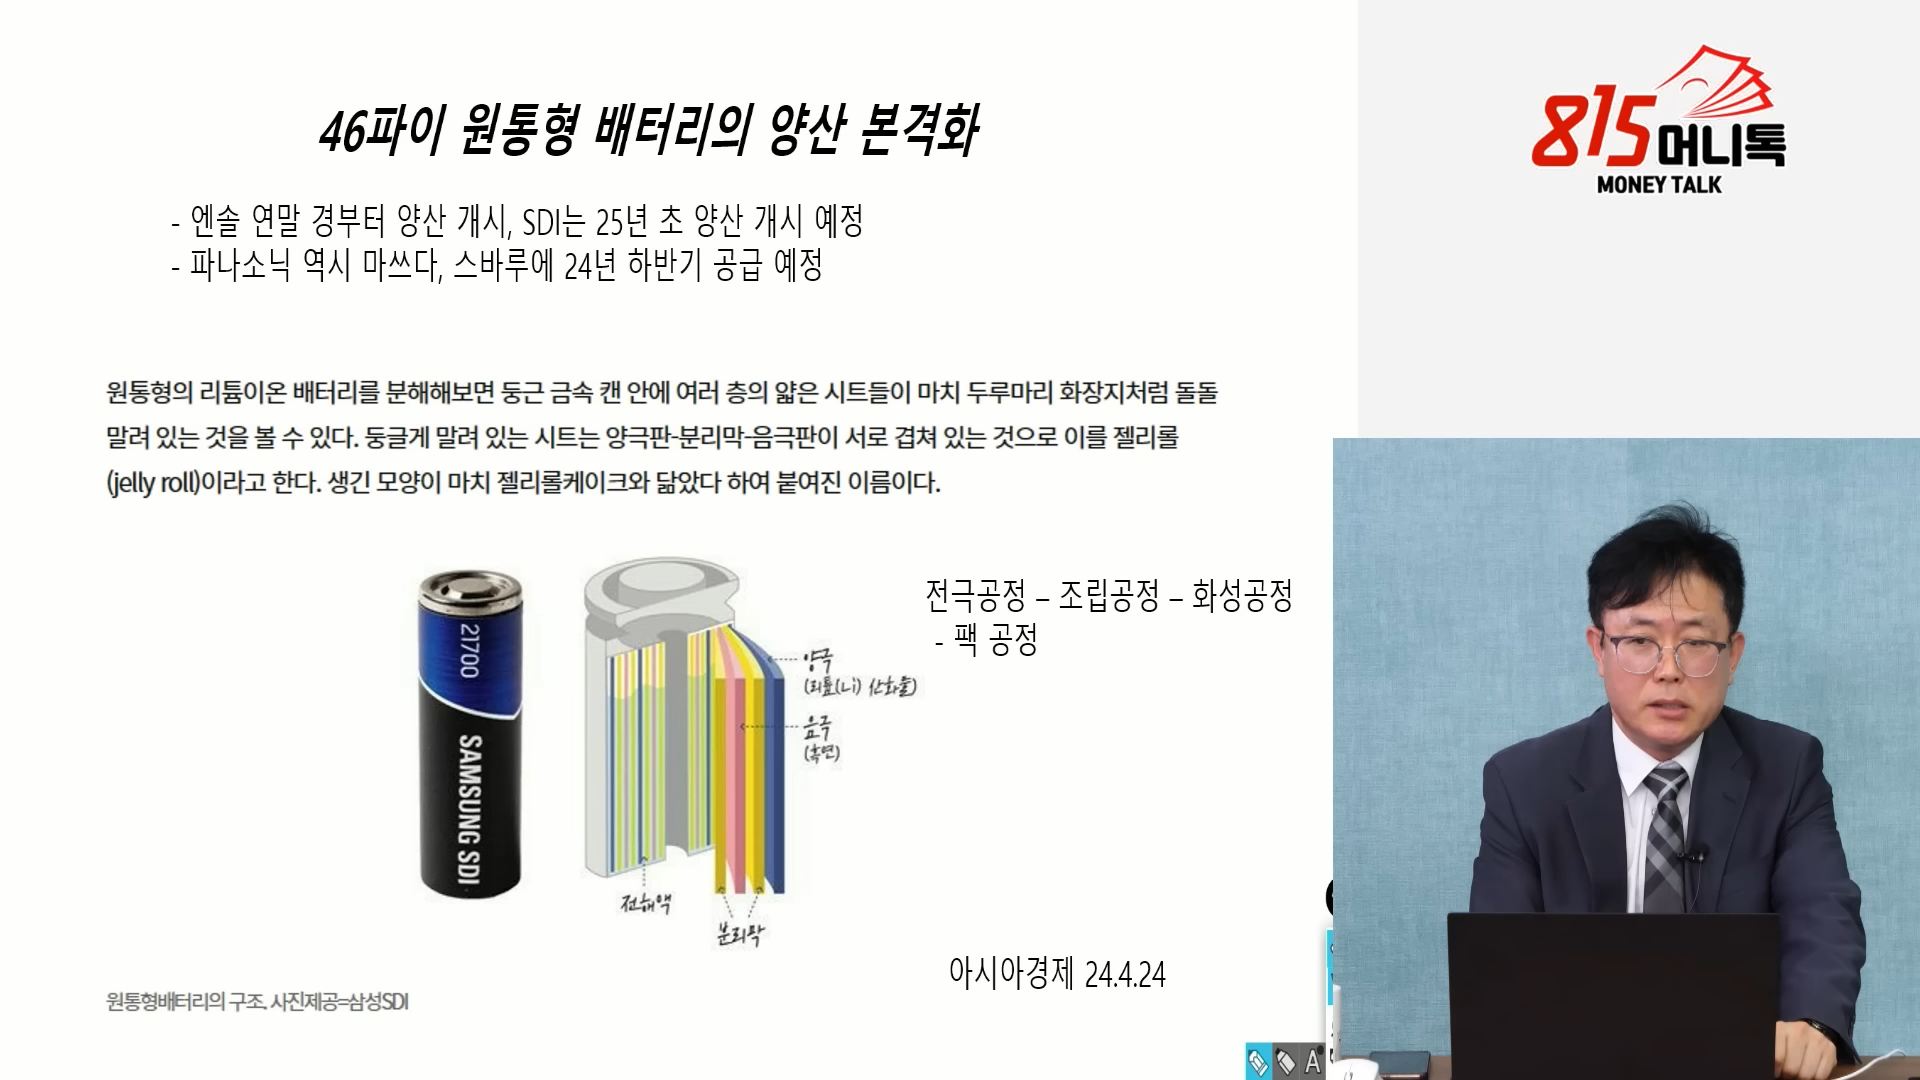 46파이 원통형 배터리의 양산 본격화
- 엔솔 연말 경부터 양산 개시, SDI는 25년 초 양산 개시 예정
- 파나소닉 역시 마쓰다, 스바루에 24년 하반기 공급 예정
815머니톡
MONEY TALK
원통형의 리튬이온 배터리를 분해해보면 둥근 금속 캔 안에 여러 층의 얇은 시트들이 마치 두루마리 화장지처럼 돌돌
말려 있는 것을 볼 수 있다. 둥글게 말려 있는 시트는 양극판-분리막-음극판이 서로 겹쳐 있는 것으로 이를 젤리롤
(jelly roll)이라고 한다. 생긴 모양이 마치 젤리롤케이크와 닮았다 하여 붙여진 이름이다.
21700
SAMSUNG SDI
양극
(리튬(Li) 산화물)
음극
(흑연)
전해액
분리막
전극공정 – 조립공정 – 화성공정
- 팩 공정
아시아경제 24.4.24
원통형배터리의 구조. 사진제공=삼성SDI
A